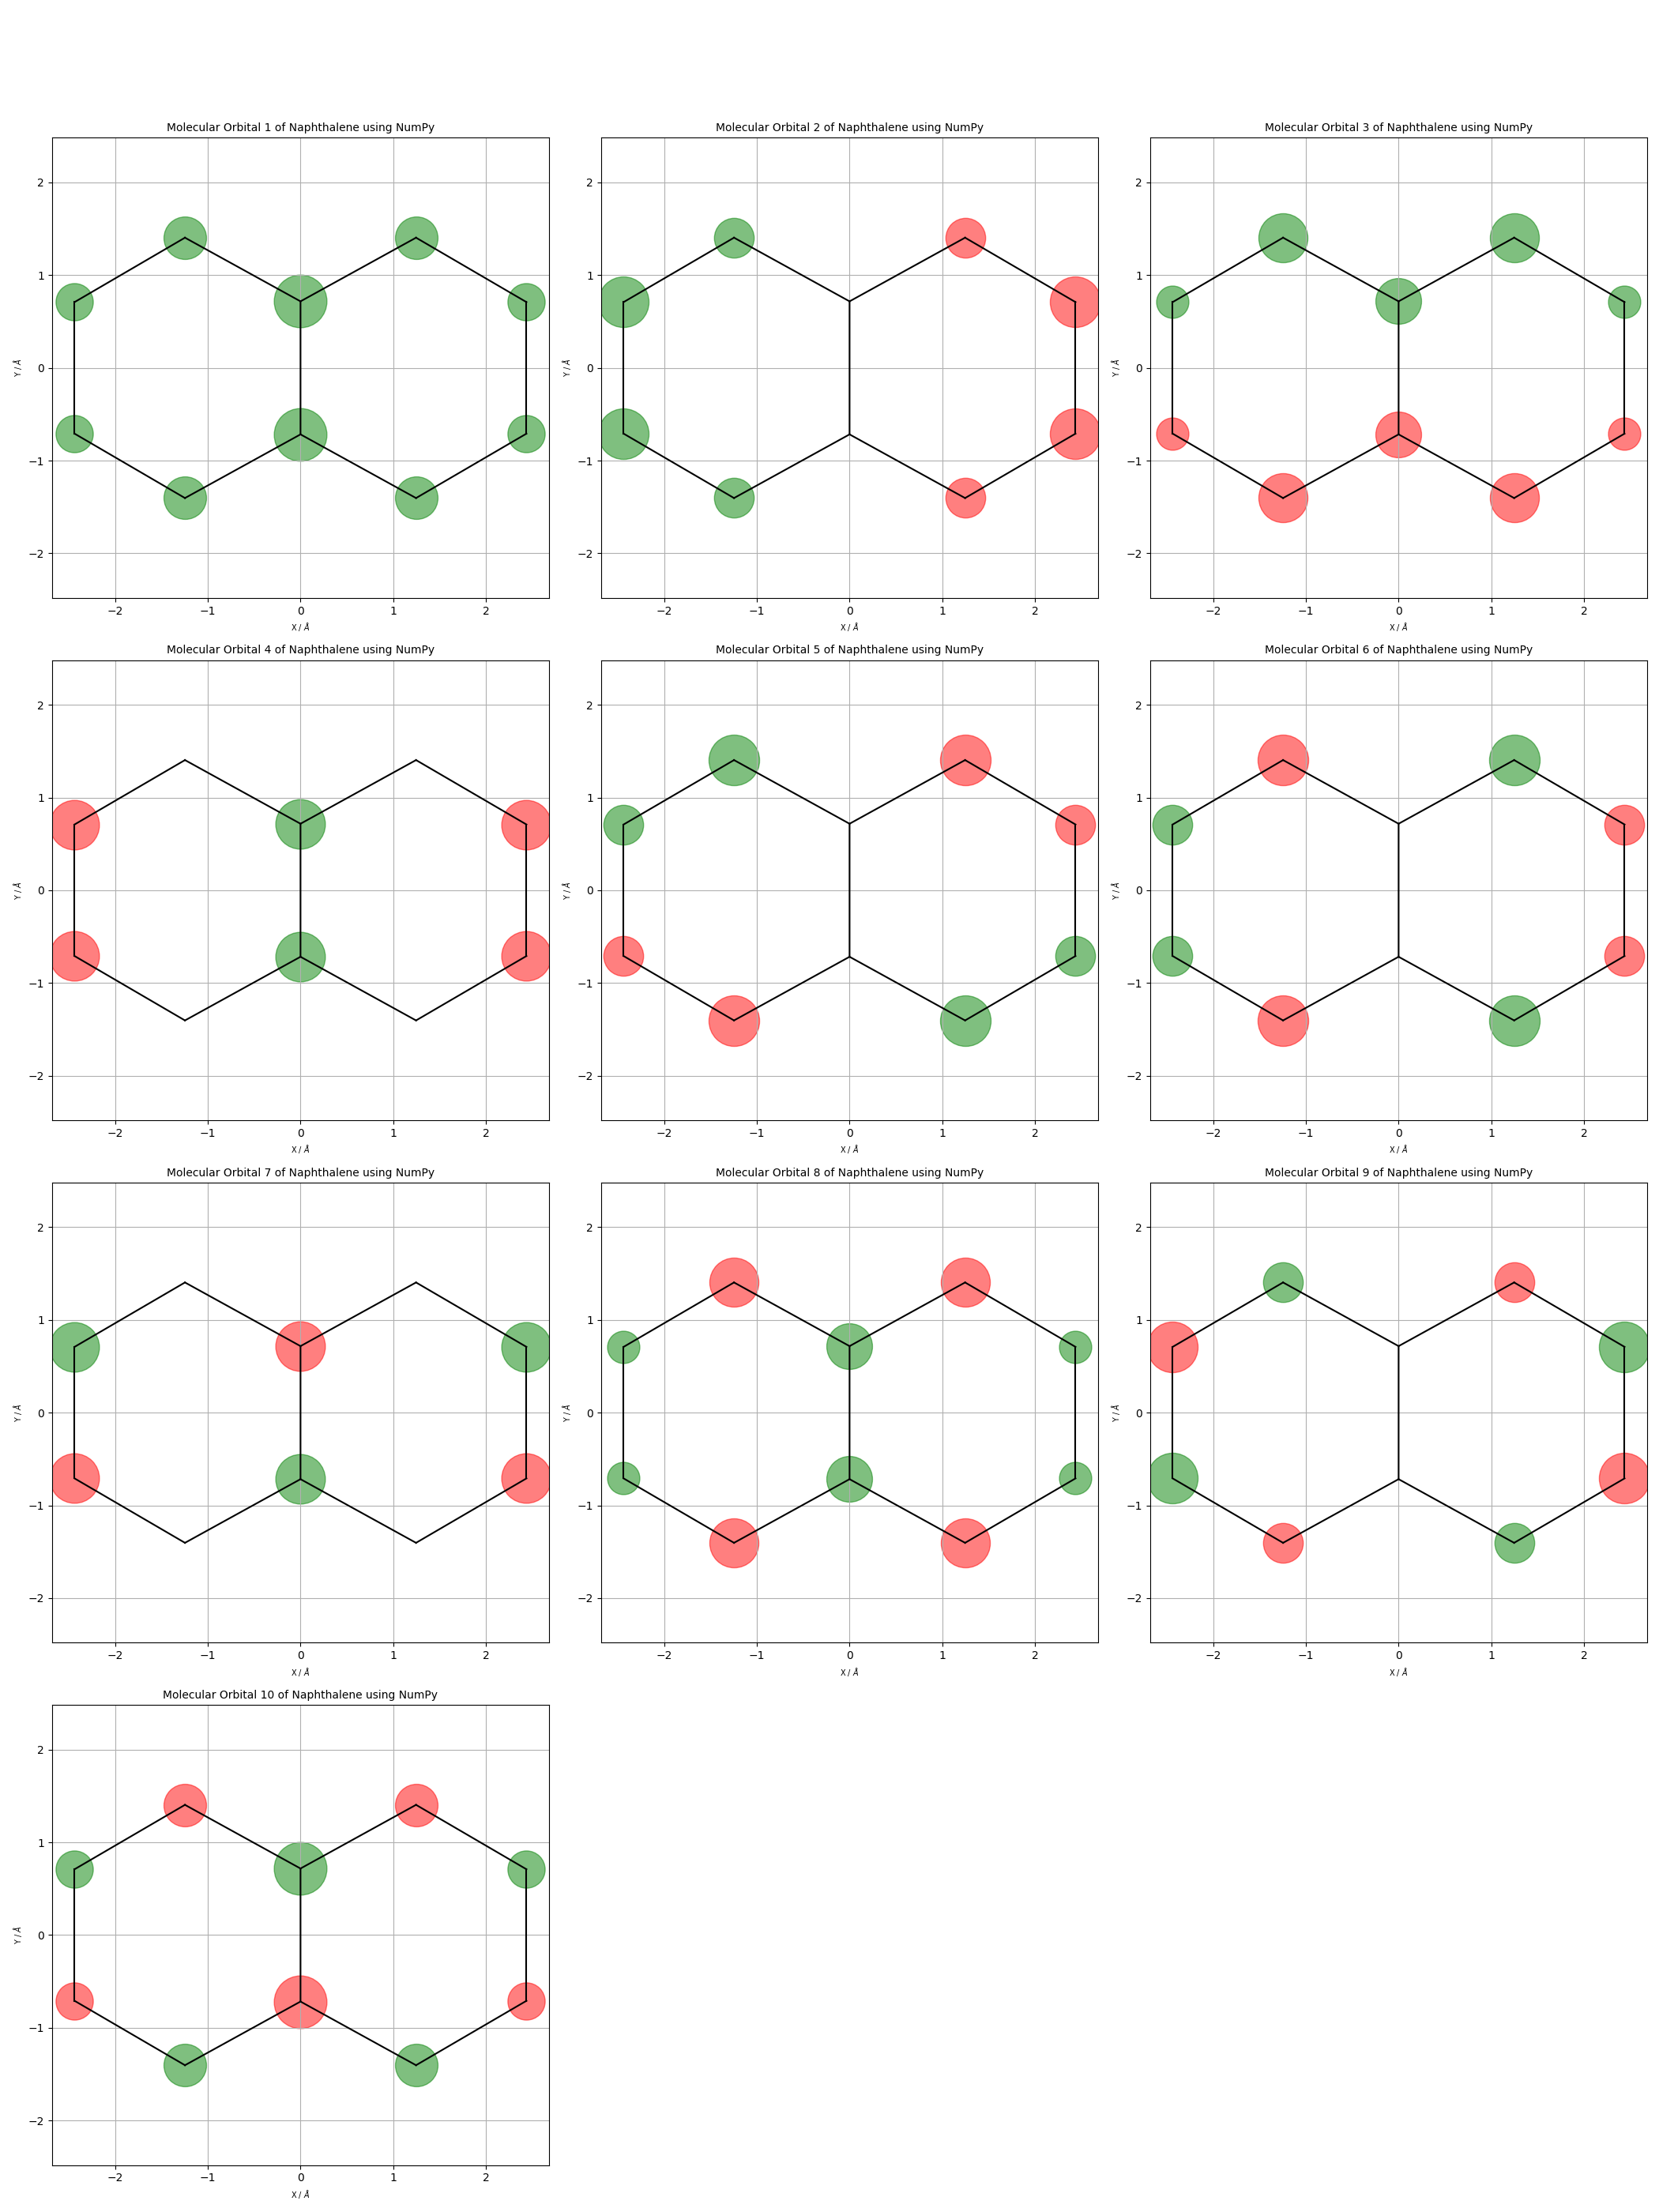 Molecular Orbital 1 of Naphthalene using NumPy
2
1
0
−1
−2
Y / Å
−2 −1 0 1 2
X / Å
Molecular Orbital 2 of Naphthalene using NumPy
2
1
0
−1
−2
Y / Å
−2 −1 0 1 2
X / Å
Molecular Orbital 3 of Naphthalene using NumPy
2
1
0
−1
−2
Y / Å
−2 −1 0 1 2
X / Å
Molecular Orbital 4 of Naphthalene using NumPy
2
1
0
−1
−2
Y / Å
−2 −1 0 1 2
X / Å
Molecular Orbital 5 of Naphthalene using NumPy
2
1
0
−1
−2
Y / Å
−2 −1 0 1 2
X / Å
Molecular Orbital 6 of Naphthalene using NumPy
2
1
0
−1
−2
Y / Å
−2 −1 0 1 2
X / Å
Molecular Orbital 7 of Naphthalene using NumPy
2
1
0
−1
−2
Y / Å
−2 −1 0 1 2
X / Å
Molecular Orbital 8 of Naphthalene using NumPy
2
1
0
−1
−2
Y / Å
−2 −1 0 1 2
X / Å
Molecular Orbital 9 of Naphthalene using NumPy
2
1
0
−1
−2
Y / Å
−2 −1 0 1 2
X / Å
Molecular Orbital 10 of Naphthalene using NumPy
2
1
0
−1
−2
Y / Å
−2 −1 0 1 2
X / Å